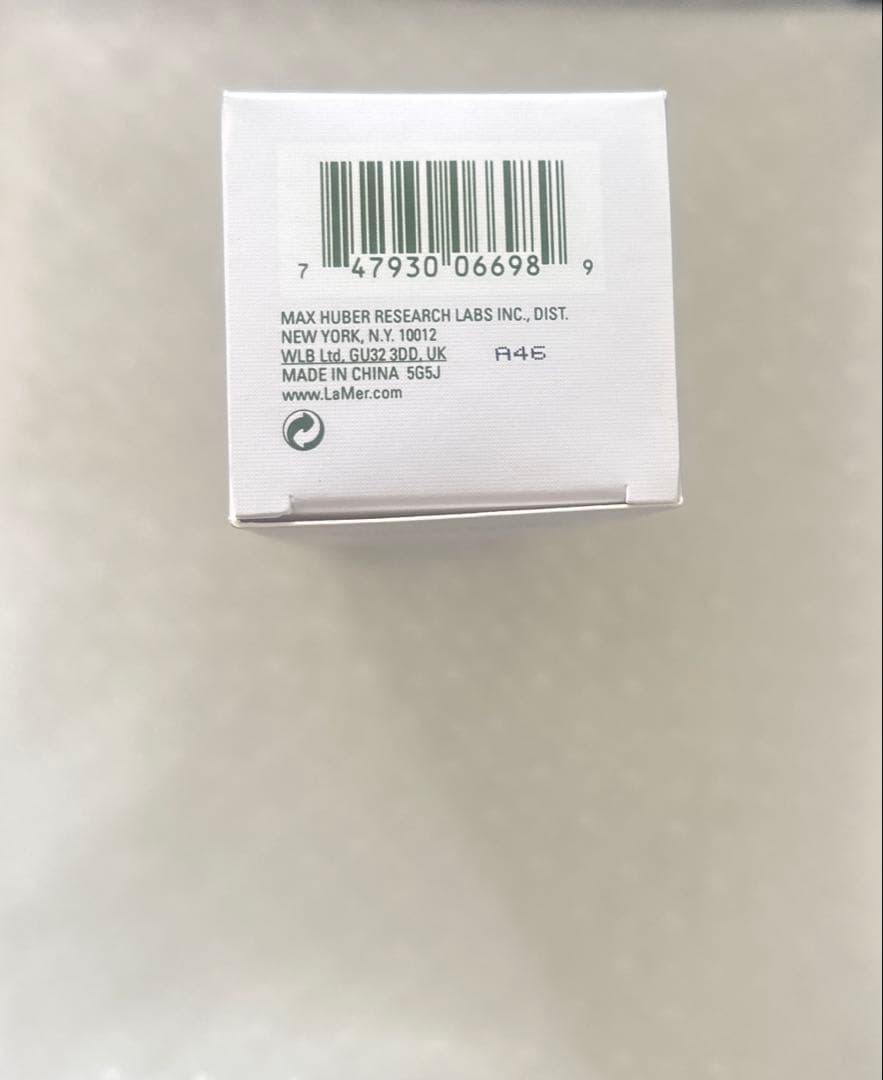 7 47930 06698 9
MAX HUBER RESEARCH LABS INC., DIST.
NEW YORK, N.Y. 10012
WLB Ltd, GU32 3DD, UK A46
MADE IN CHINA 5G5J
www.LaMer.com